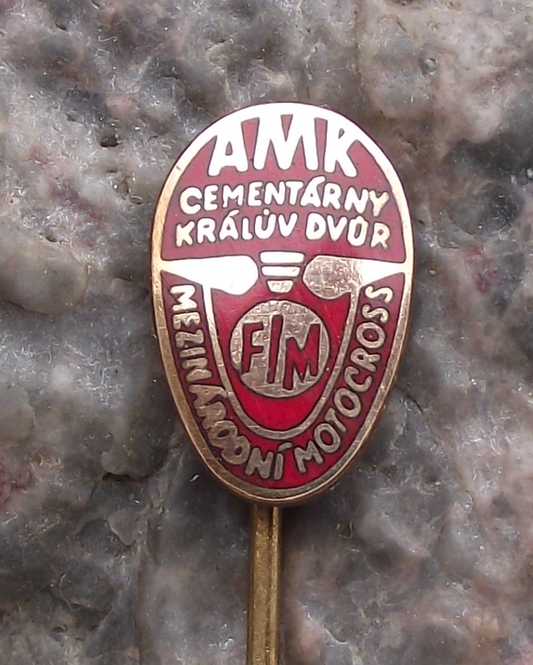 AMK
CEMENTÁRNY
KRÁLŮV DVŮR
FIM
MEZINÁRODNÍ MOTOCROSS